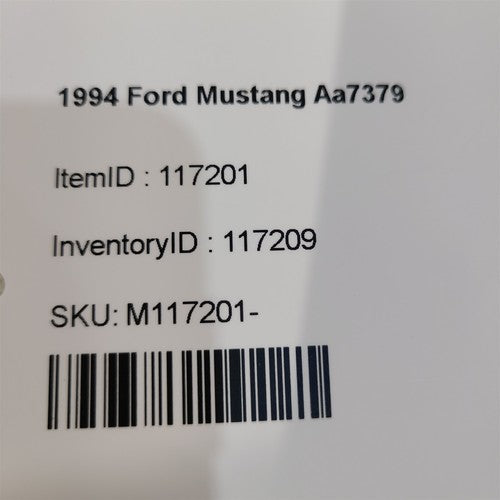 1994 Ford Mustang Aa7379
ItemID : 117201
InventoryID : 117209
SKU: M117201-